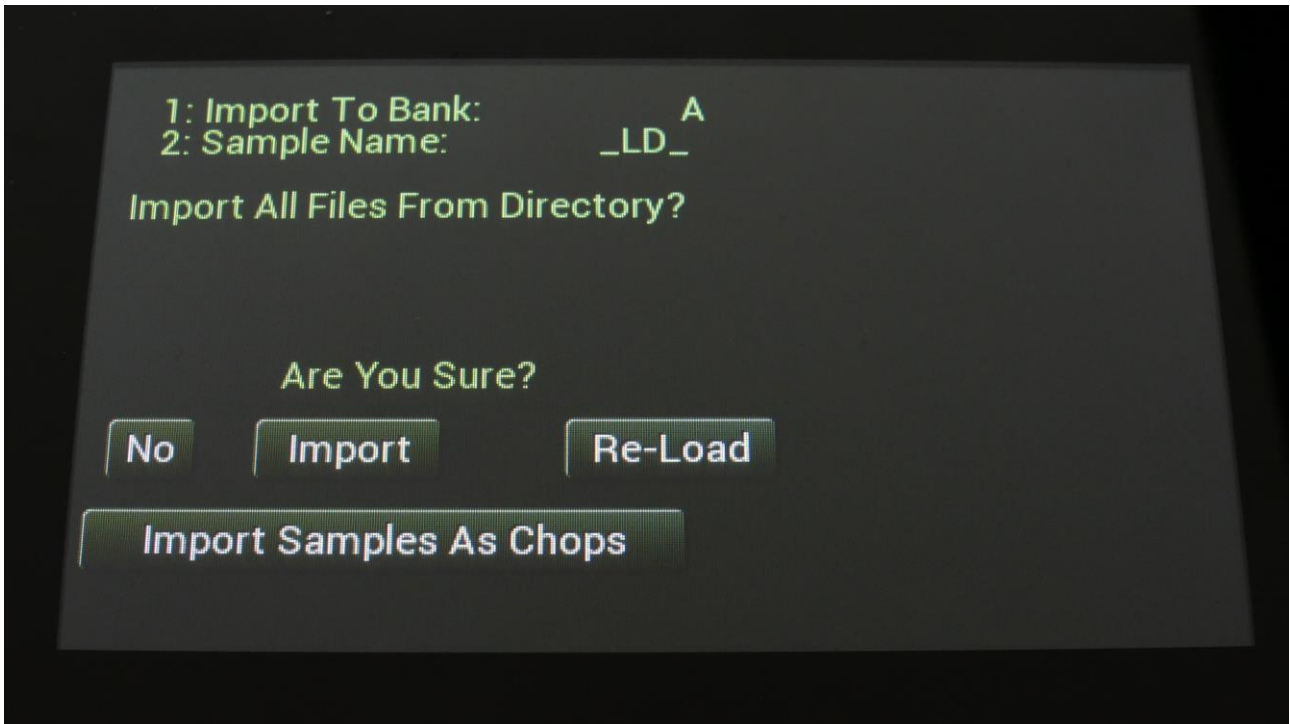 1: Import To Bank: A
2: Sample Name: _LD_
Import All Files From Directory?
Are You Sure?
No Import Re-Load
Import Samples As Chops